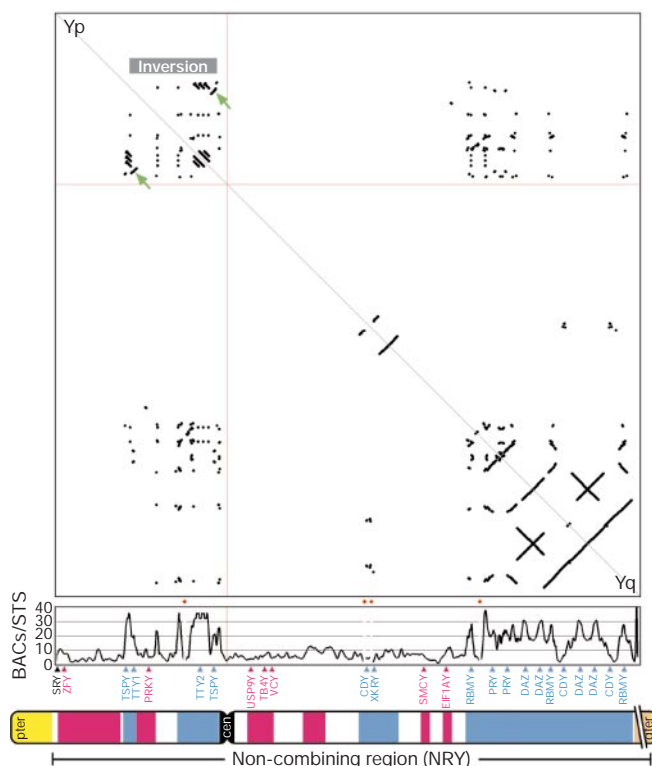 Yp
Inversion
Yq
BACs/STS
40
30
20
10
0
SRY
ZFY
TSPY
TTY1
PRKY
TTY2
TSPY
USP9Y
TB4Y
VCY
CDY
XKRY
SMCY
EIF1AY
RBMY
PRY
PRY
DAZ
DAZ
RBMY
CDY
DAZ
DAZ
CDY
RBMY
pter
cen
qter
Non-combining region (NRY)